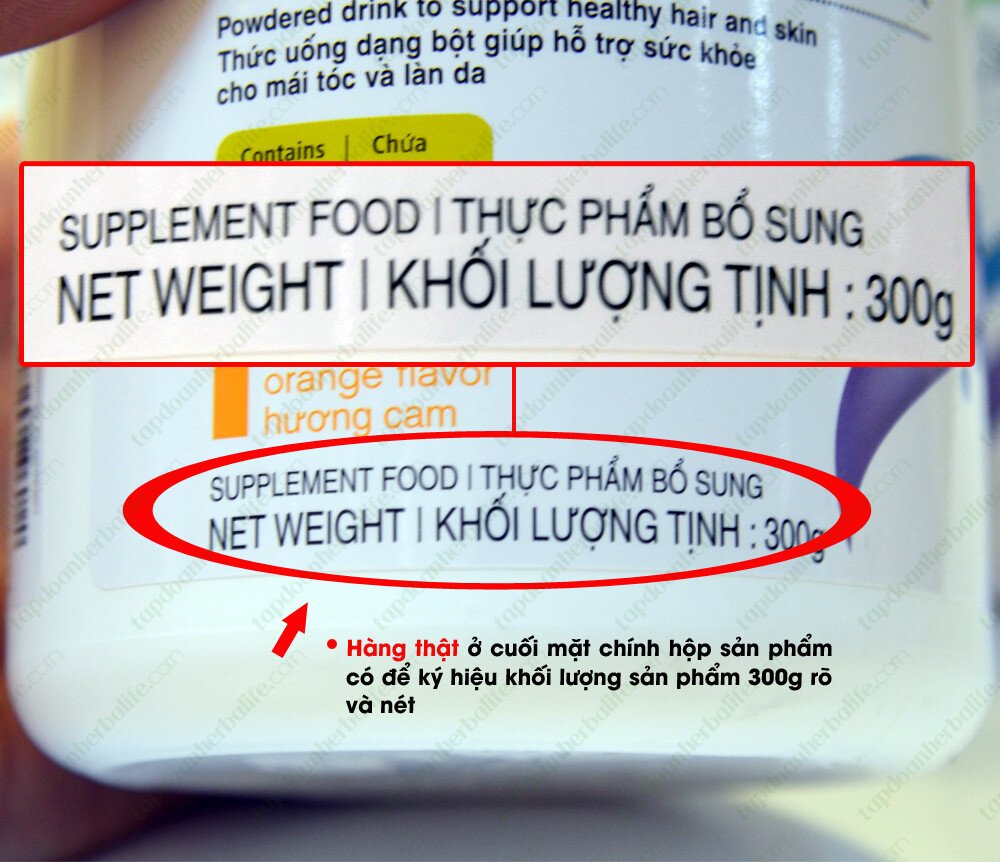 Powdered drink to support healthy hair and skin
Thức uống dạng bột giúp hỗ trợ sức khỏe
cho mái tóc và làn da
Contains | Chứa
SUPPLEMENT FOOD | THỰC PHẨM BỔ SUNG
NET WEIGHT | KHỐI LƯỢNG TỊNH : 300g
orange flavor
hương cam
SUPPLEMENT FOOD | THỰC PHẨM BỔ SUNG
NET WEIGHT | KHỐI LƯỢNG TỊNH : 300g
• Hàng thật ở cuối mặt chính hộp sản phẩm
có để ký hiệu khối lượng sản phẩm 300g rõ
và nét
tapdoanherbalife.com